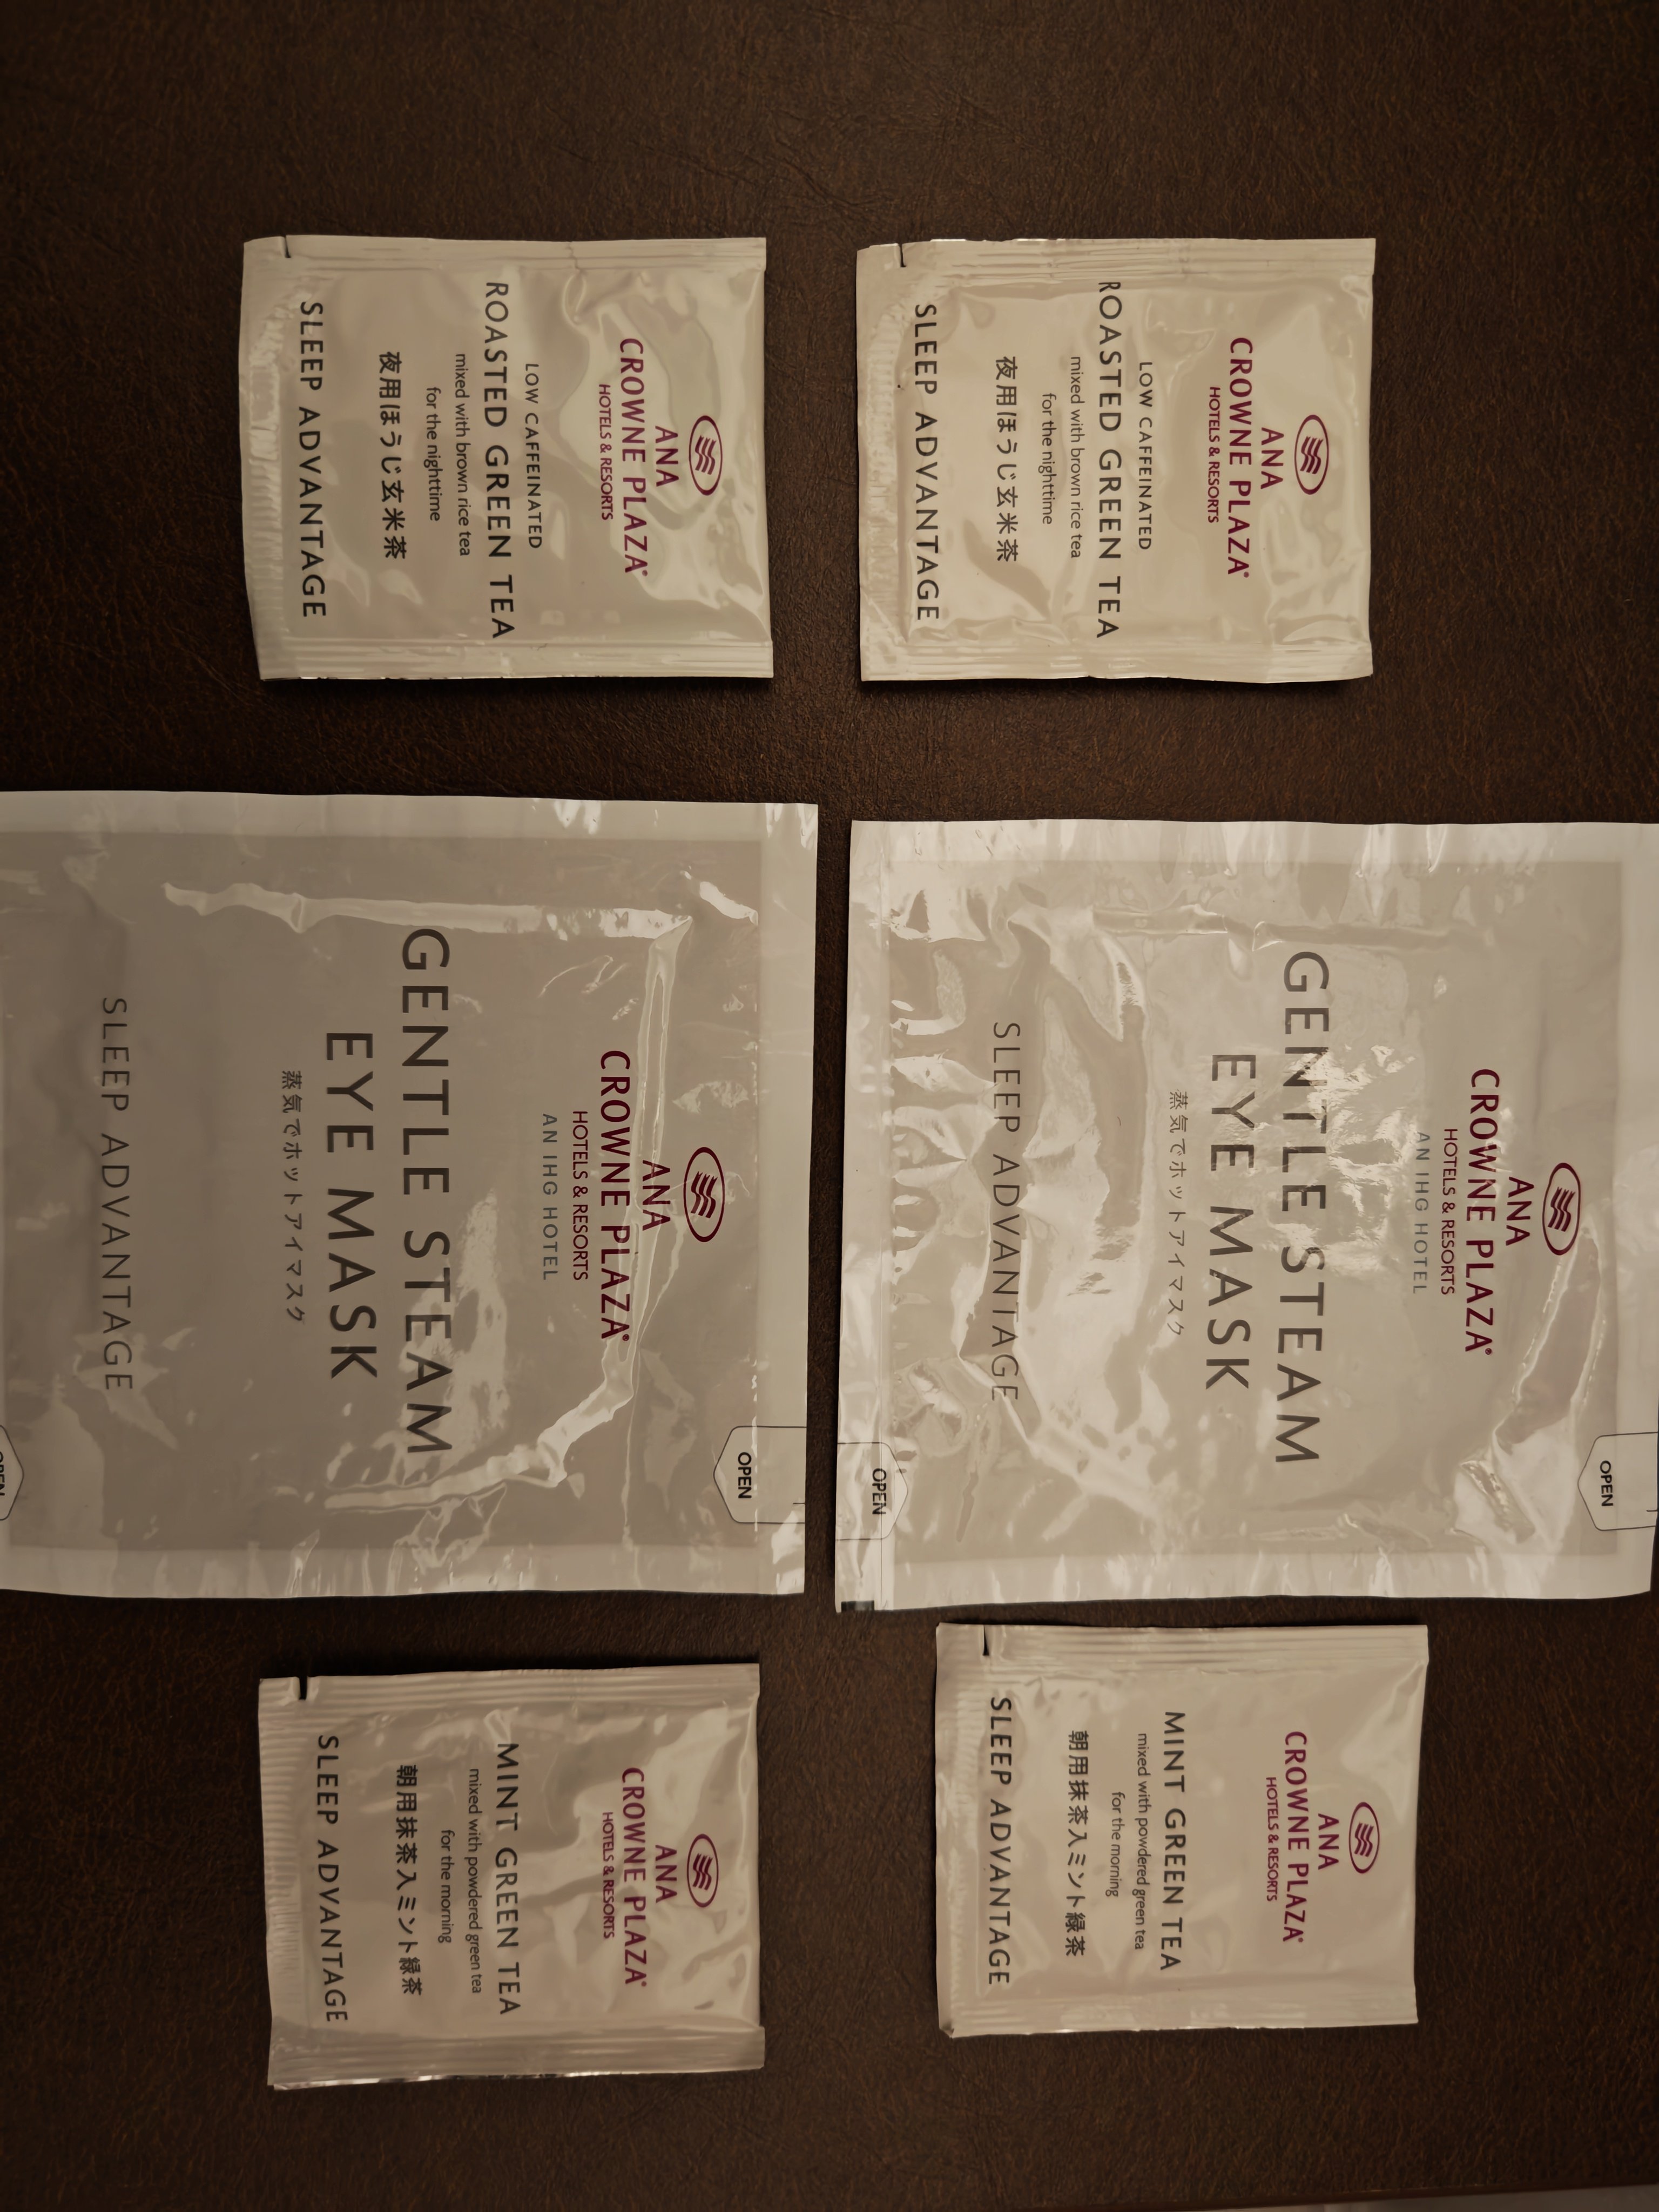 ANA
CROWNE PLAZA®
HOTELS & RESORTS
LOW CAFFEINATED
ROASTED GREEN TEA
mixed with brown rice tea
for the nighttime
夜用ほうじ玄米茶
SLEEP ADVANTAGE
OPEN
ANA
CROWNE PLAZA®
HOTELS & RESORTS
AN IHG HOTEL
GENTLE STEAM
EYE MASK
蒸気でホットアイマスク
SLEEP ADVANTAGE
OPEN
ANA
CROWNE PLAZA®
HOTELS & RESORTS
MINT GREEN TEA
mixed with powdered green tea
for the morning
朝用抹茶入ミント緑茶
SLEEP ADVANTAGE
ANA
CROWNE PLAZA®
HOTELS & RESORTS
LOW CAFFEINATED
ROASTED GREEN TEA
mixed with brown rice tea
for the nighttime
夜用ほうじ玄米茶
SLEEP ADVANTAGE
OPEN
ANA
CROWNE PLAZA®
HOTELS & RESORTS
AN IHG HOTEL
GENTLE STEAM
EYE MASK
蒸気でホットアイマスク
SLEEP ADVANTAGE
OPEN
ANA
CROWNE PLAZA®
HOTELS & RESORTS
MINT GREEN TEA
mixed with powdered green tea
for the morning
朝用抹茶入ミント緑茶
SLEEP ADVANTAGE